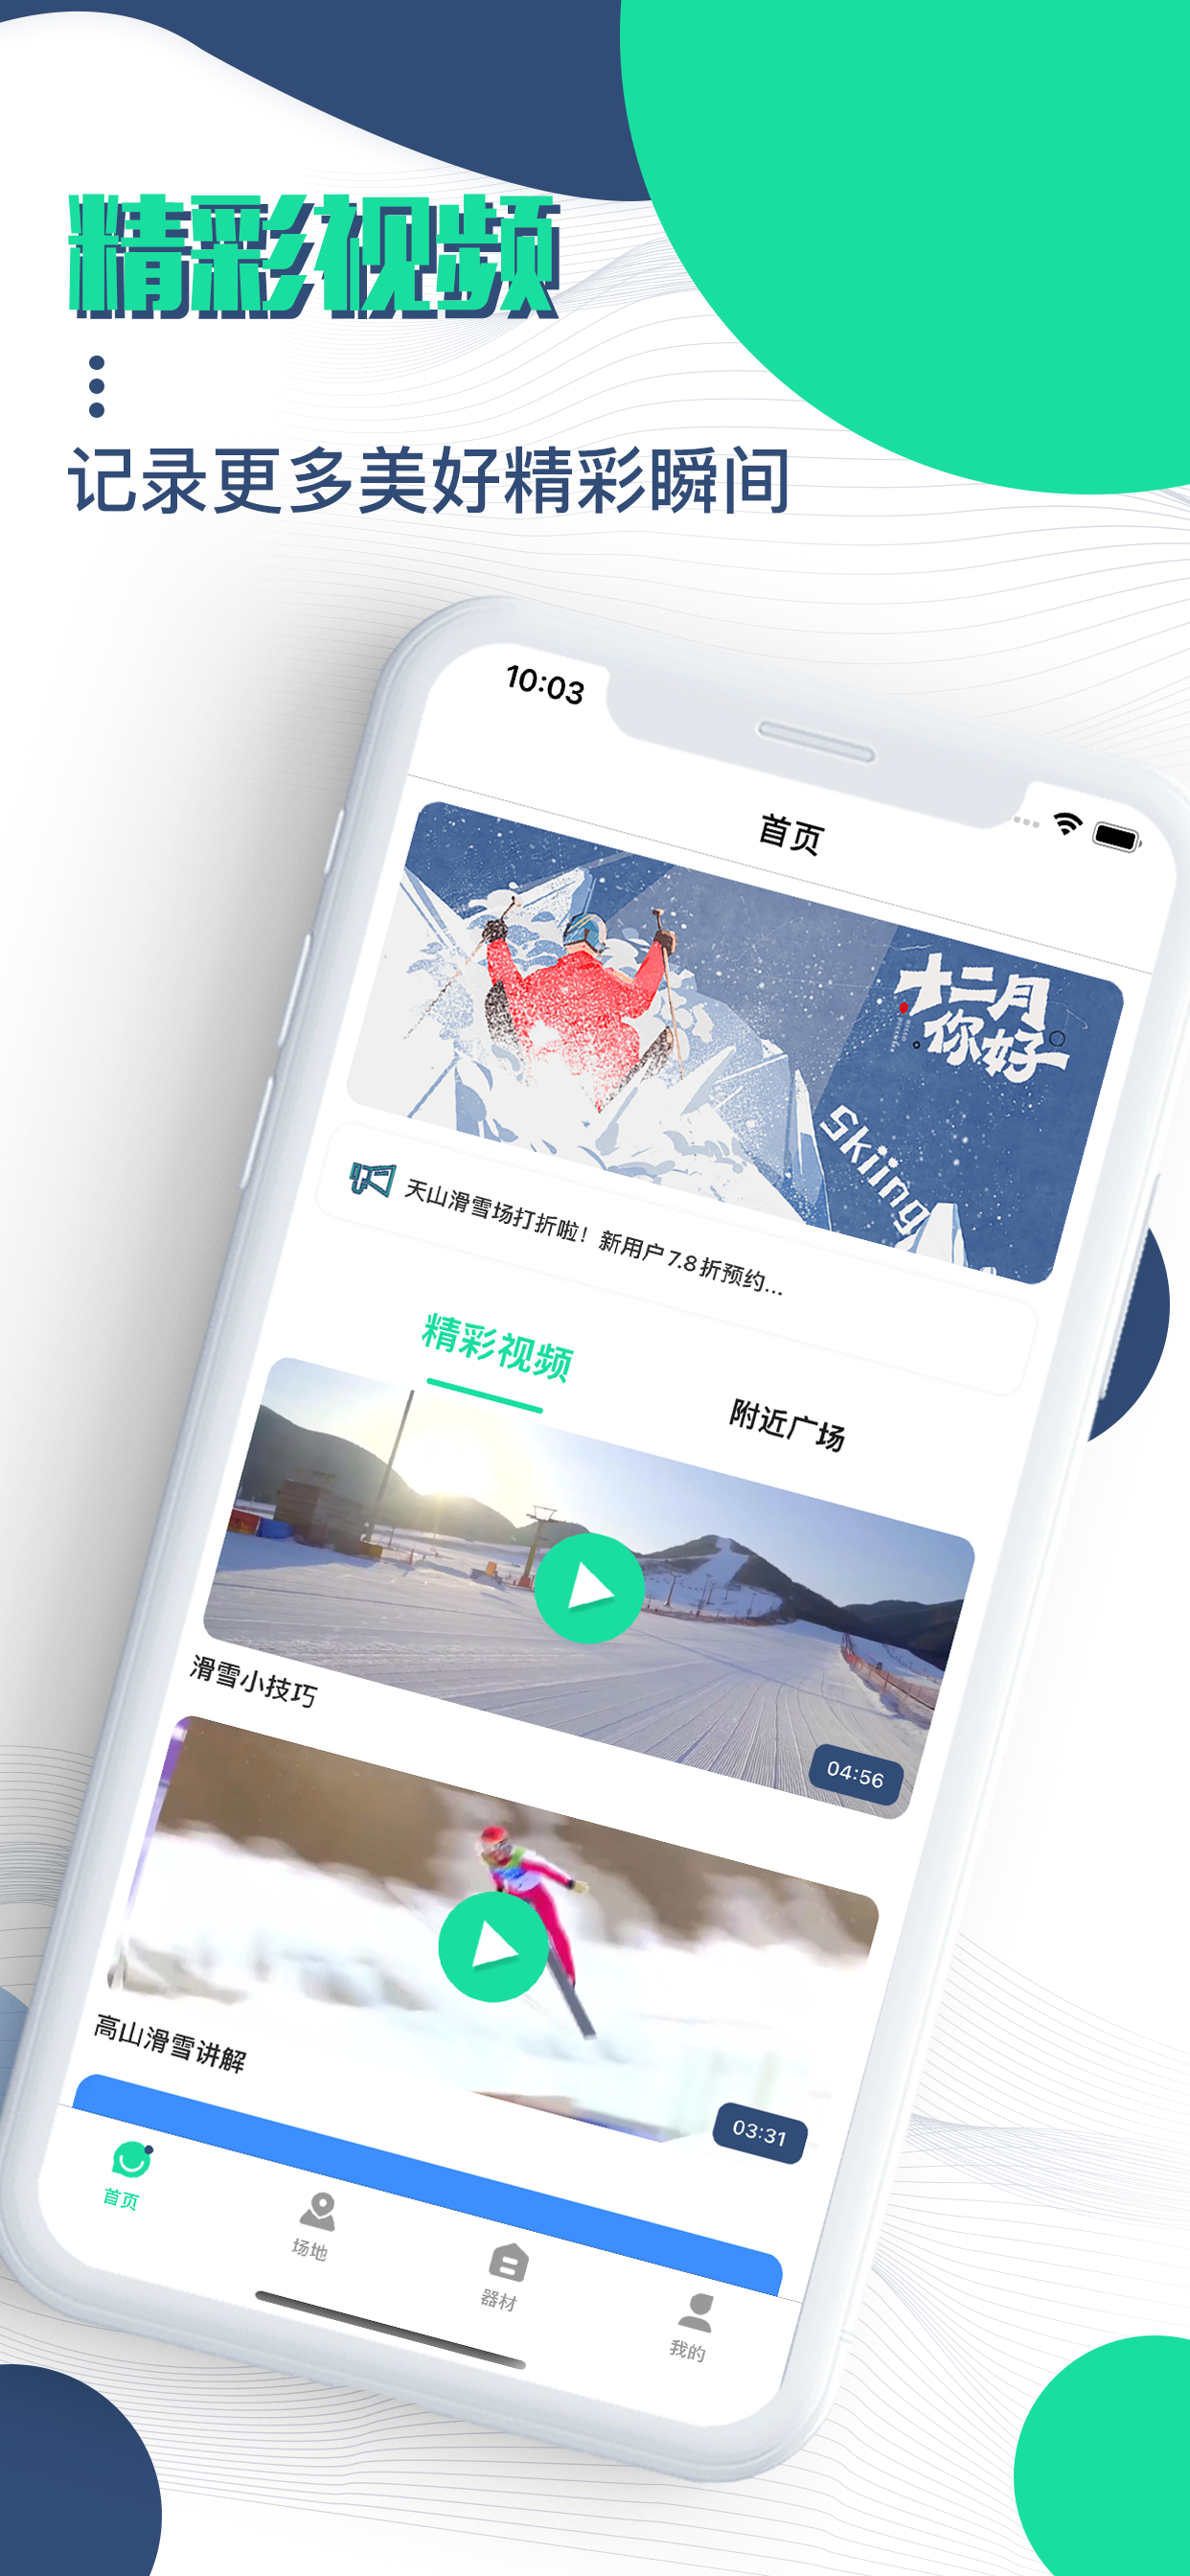 精彩视频
记录更多美好精彩瞬间
10:03
首页
十二月
你好
Skiing
天山滑雪场打折啦！新用户7.8折预约...
精彩视频
附近广场
04:56
滑雪小技巧
03:31
高山滑雪讲解
首页
场地
器材
我的